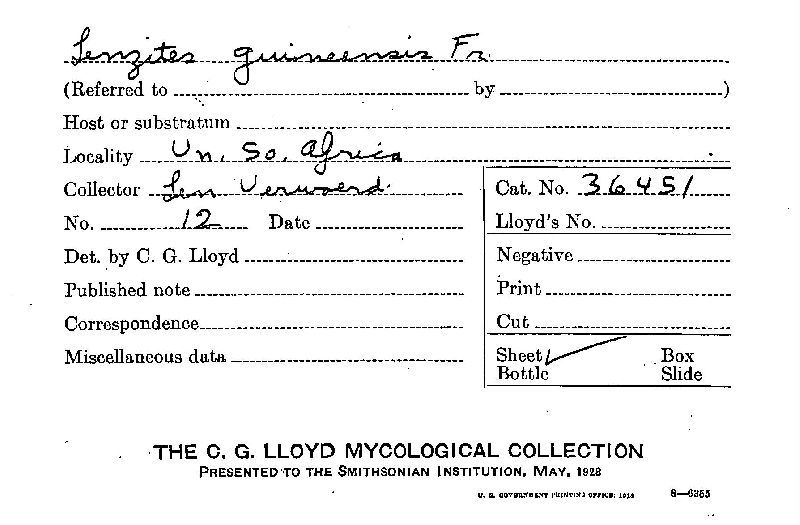 Lenzites guineensis Fr.
(Referred to by )
Host or substratum
Locality Un. So. Africa
Collector Len Verwoerd.
Cat. No. 36451
No. 12 Date
Lloyd's No.
Det. by C. G. Lloyd
Negative
Published note
Print
Correspondence
Cut
Miscellaneous data
Sheet Box
Bottle Slide
THE C. G. LLOYD MYCOLOGICAL COLLECTION
PRESENTED TO THE SMITHSONIAN INSTITUTION, MAY, 1928
U. S. GOVERNMENT PRINTING OFFICE: 8—6355